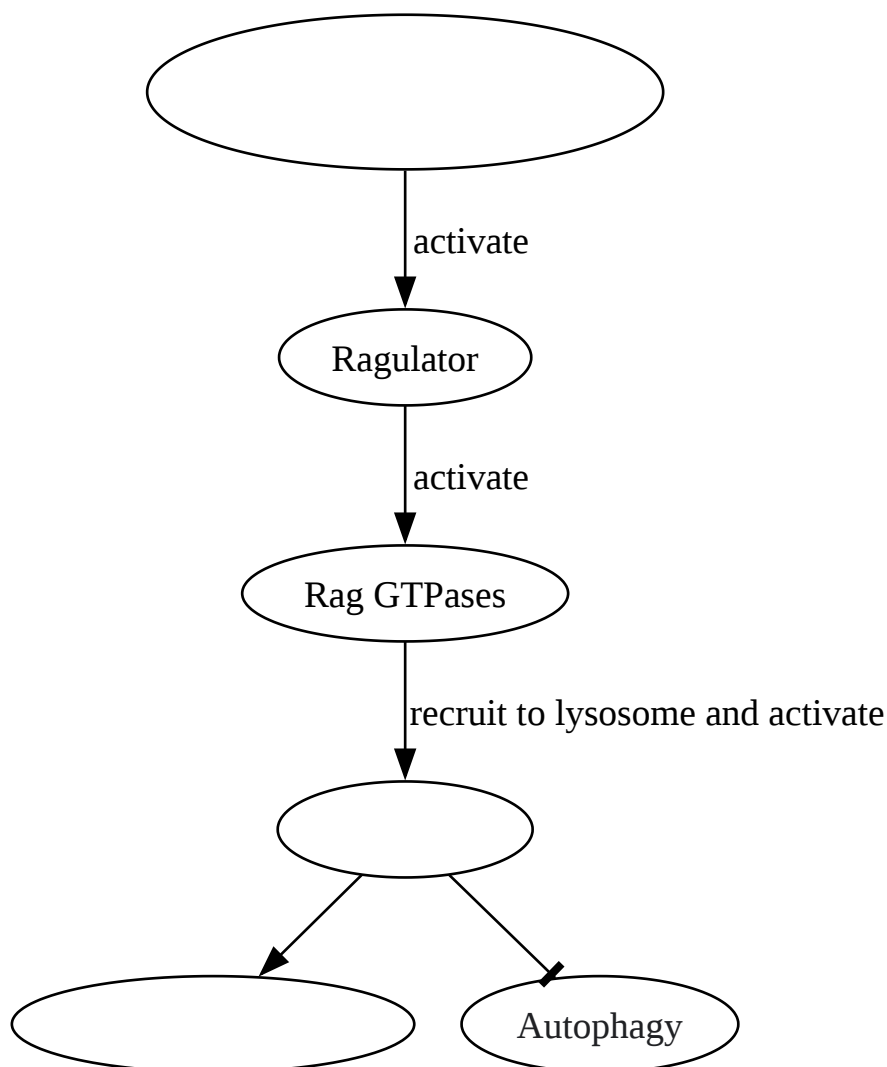 activate
Ragulator
activate
Rag GTPases
recruit to lysosome and activate
Autophagy